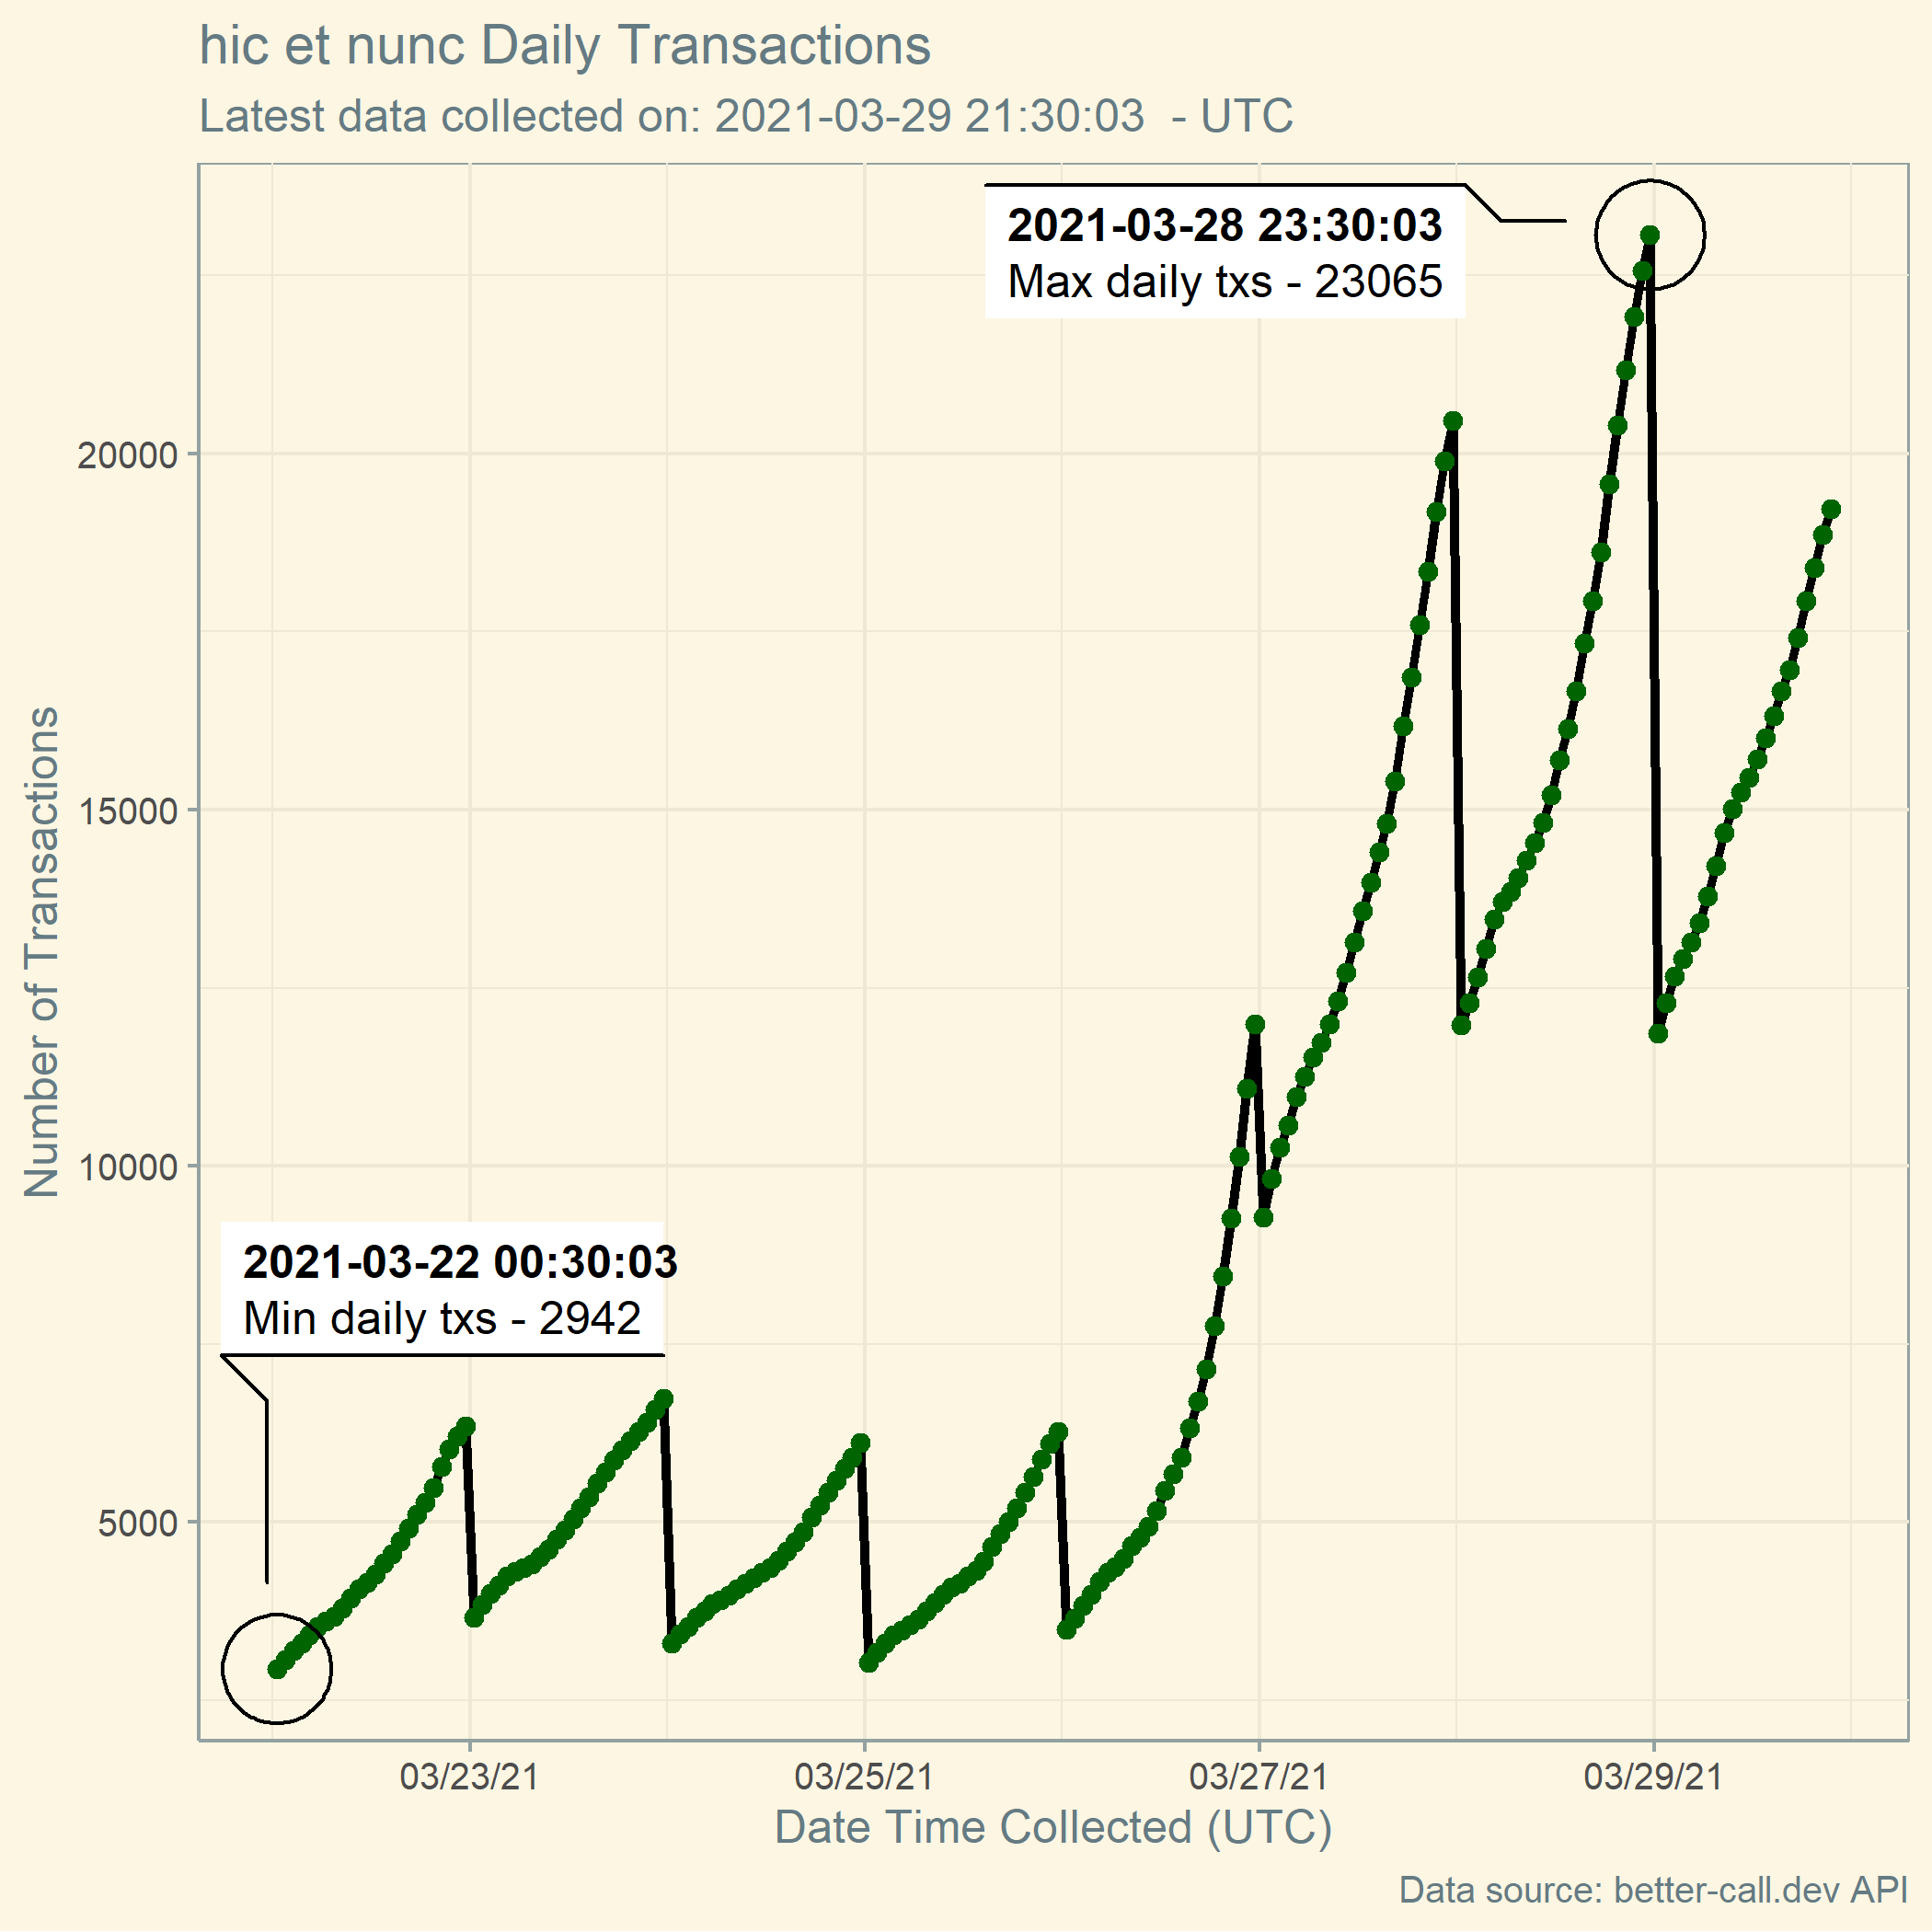 hic et nunc Daily Transactions
Latest data collected on: 2021-03-29 21:30:03  - UTC
2021-03-28 23:30:03
Max daily txs - 23065
20000
15000
10000
5000
Number of Transactions
2021-03-22 00:30:03
Min daily txs - 2942
03/23/21
03/25/21
03/27/21
03/29/21
Date Time Collected (UTC)
Data source: better-call.dev API